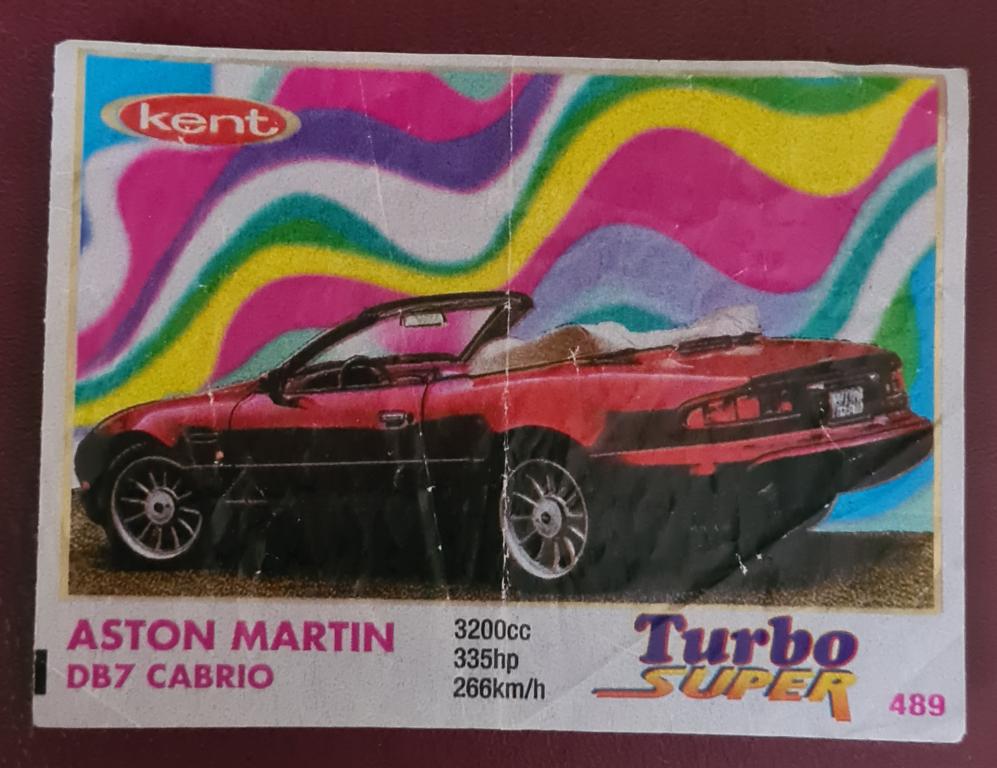 kent
ASTON MARTIN
DB7 CABRIO
3200cc
335hp
266km/h
Turbo
SUPER
489